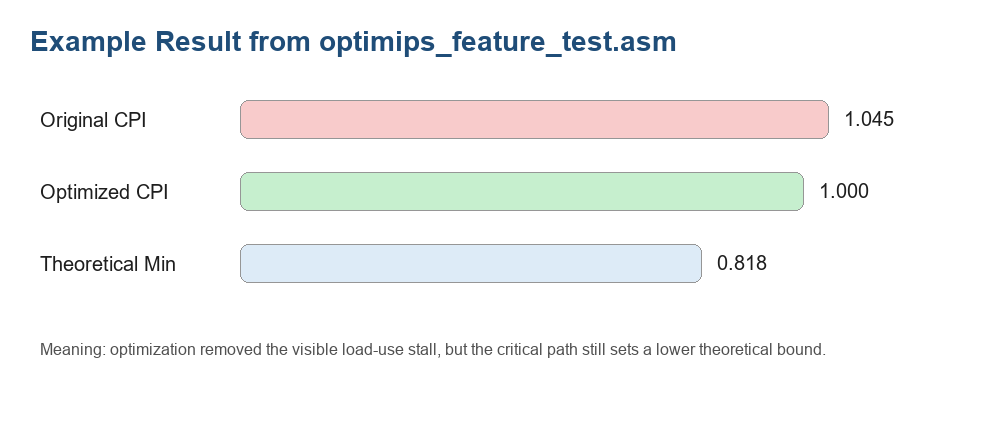 Example Result from optimips_feature_test.asm
Original CPI 1.045
Optimized CPI 1.000
Theoretical Min 0.818
Meaning: optimization removed the visible load-use stall, but the critical path still sets a lower theoretical bound.